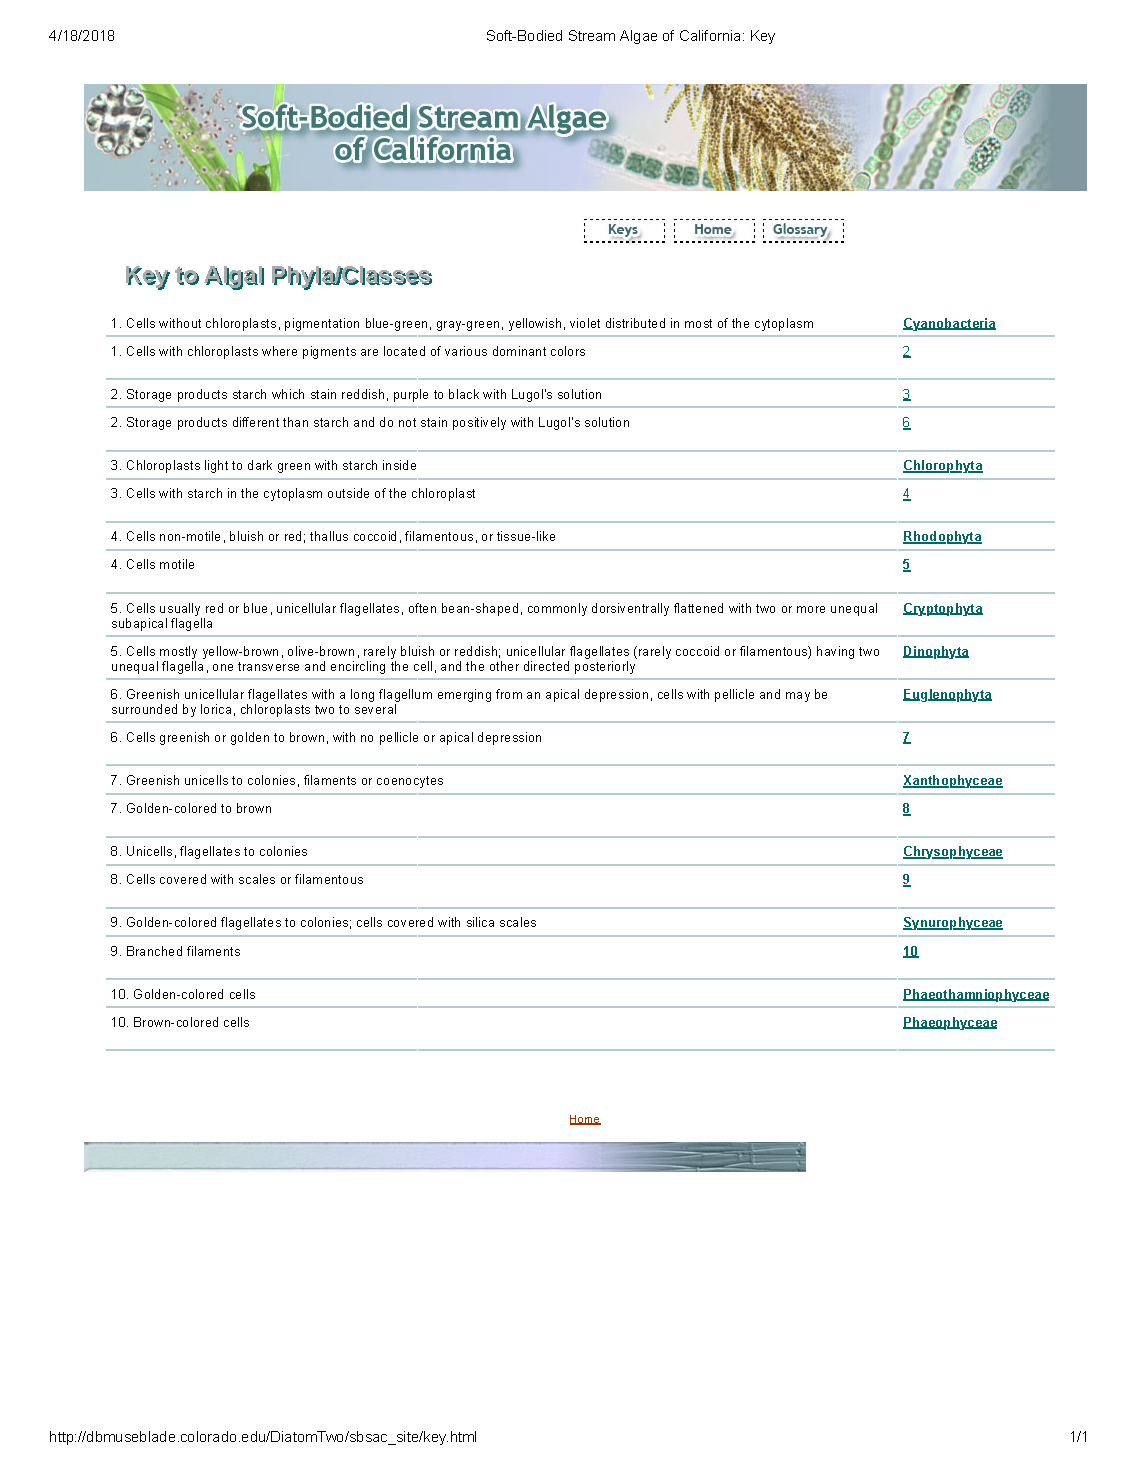 4/18/2018
Soft-Bodied Stream Algae of California: Key
Soft-Bodied Stream Algae
of California
Keys
Home
Glossary
Key to Algal Phyla/Classes
1. Cells without chloroplasts, pigmentation blue-green, gray-green, yellowish, violet distributed in most of the cytoplasm Cyanobacteria
1. Cells with chloroplasts where pigments are located of various dominant colors 2
2. Storage products starch which stain reddish, purple to black with Lugol's solution 3
2. Storage products different than starch and do not stain positively with Lugol's solution 6
3. Chloroplasts light to dark green with starch inside Chlorophyta
3. Cells with starch in the cytoplasm outside of the chloroplast 4
4. Cells non-motile, bluish or red; thallus coccoid, filamentous, or tissue-like Rhodophyta
4. Cells motile 5
5. Cells usually red or blue, unicellular flagellates, often bean-shaped, commonly dorsiventrally flattened with two or more unequal Cryptophyta
subapical flagella
5. Cells mostly yellow-brown, olive-brown, rarely bluish or reddish; unicellular flagellates (rarely coccoid or filamentous) having two Dinophyta
unequal flagella, one transverse and encircling the cell, and the other directed posteriorly
6. Greenish unicellular flagellates with a long flagellum emerging from an apical depression, cells with pellicle and may be Euglenophyta
surrounded by lorica, chloroplasts two to several
6. Cells greenish or golden to brown, with no pellicle or apical depression 7
7. Greenish unicells to colonies, filaments or coenocytes Xanthophyceae
7. Golden-colored to brown 8
8. Unicells, flagellates to colonies Chrysophyceae
8. Cells covered with scales or filamentous 9
9. Golden-colored flagellates to colonies; cells covered with silica scales Synurophyceae
9. Branched filaments 10
10. Golden-colored cells Phaeothamniophyceae
10. Brown-colored cells Phaeophyceae
Home
http://dbmuseblade.colorado.edu/DiatomTwo/sbsac_site/key.html
1/1